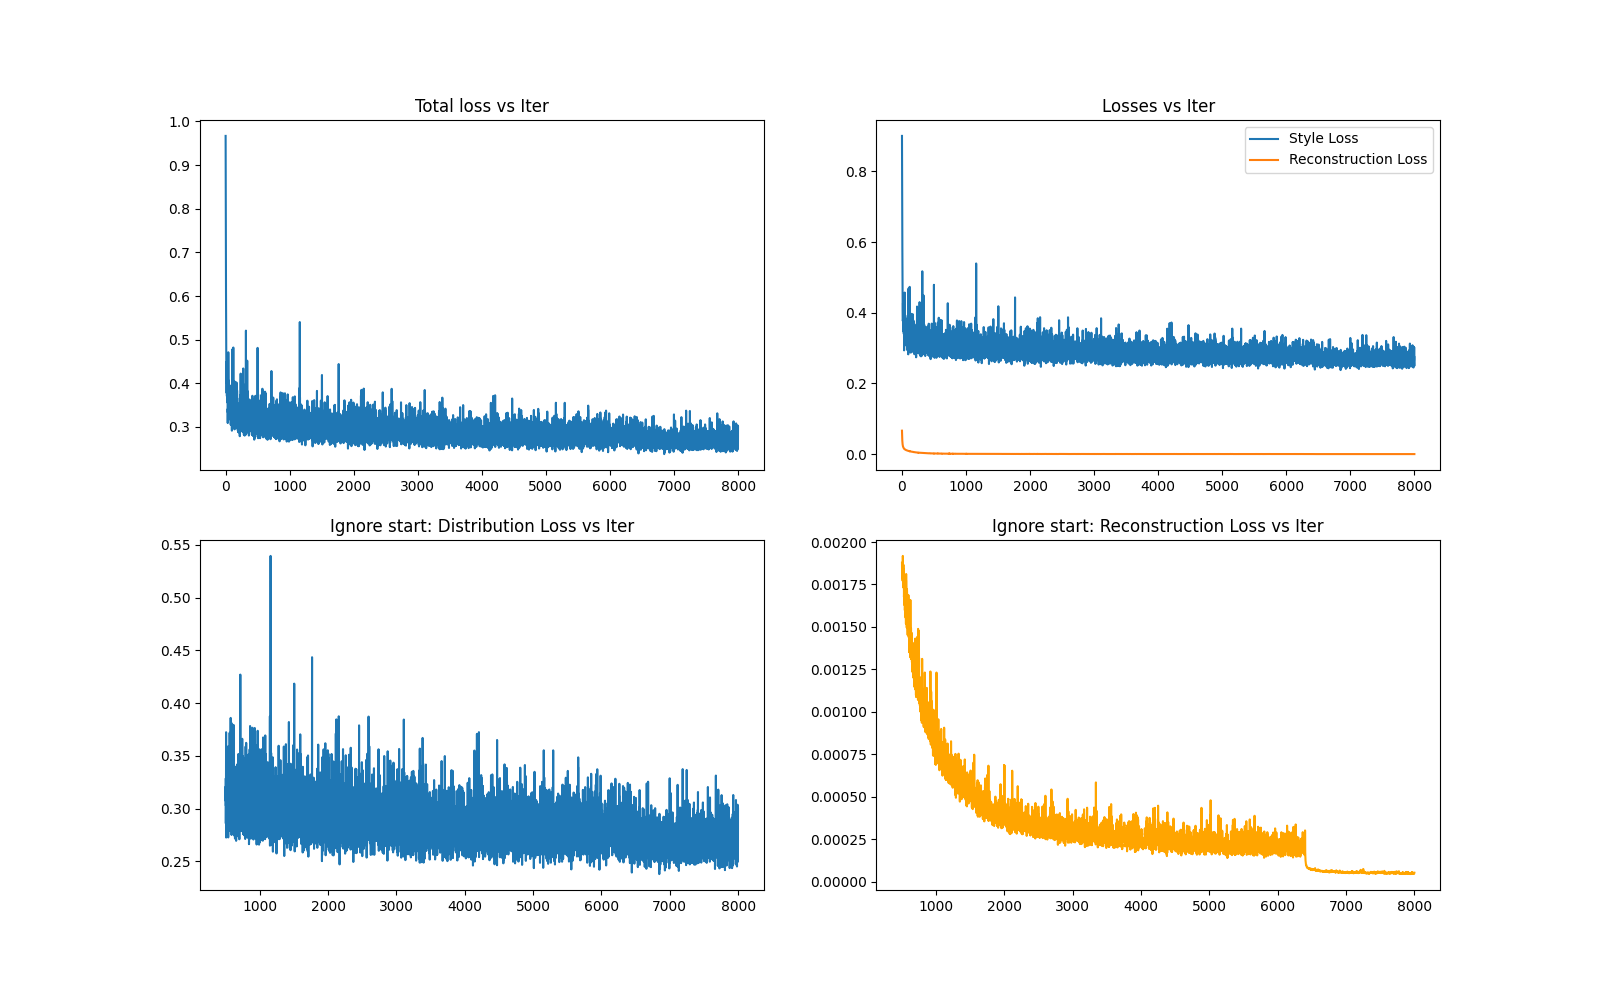 Total loss vs Iter
1.0
0.9
0.8
0.7
0.6
0.5
0.4
0.3
0 1000 2000 3000 4000 5000 6000 7000 8000
Losses vs Iter
Style Loss
Reconstruction Loss
0.8
0.6
0.4
0.2
0.0
0 1000 2000 3000 4000 5000 6000 7000 8000
Ignore start: Distribution Loss vs Iter
0.55
0.50
0.45
0.40
0.35
0.30
0.25
1000 2000 3000 4000 5000 6000 7000 8000
Ignore start: Reconstruction Loss vs Iter
0.00200
0.00175
0.00150
0.00125
0.00100
0.00075
0.00050
0.00025
0.00000
1000 2000 3000 4000 5000 6000 7000 8000